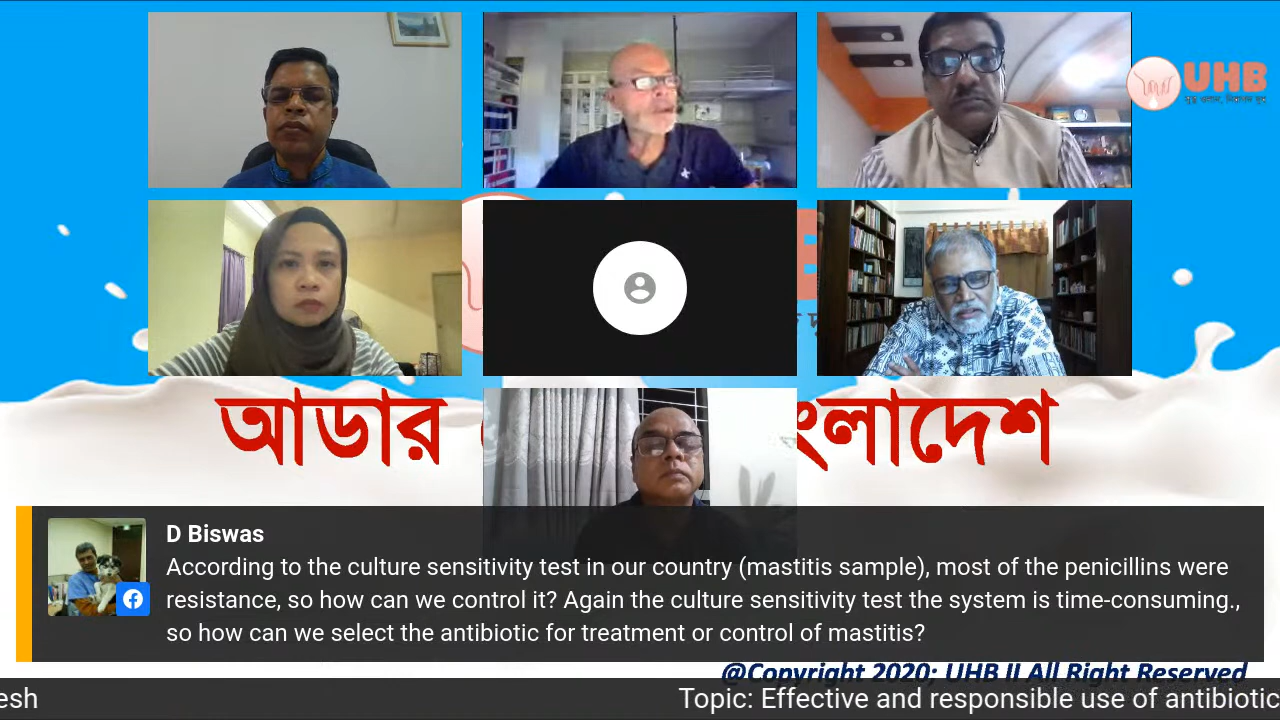 UHB
সুস্থ ওলান, নিরাপদ দুধ
আডার
ংলাদেশ
D Biswas
According to the culture sensitivity test in our country (mastitis sample), most of the penicillins were
resistance, so how can we control it? Again the culture sensitivity test the system is time-consuming.,
so how can we select the antibiotic for treatment or control of mastitis?
@Copyright 2020; UHB II All Right Reserved
esh
Topic: Effective and responsible use of antibiotic